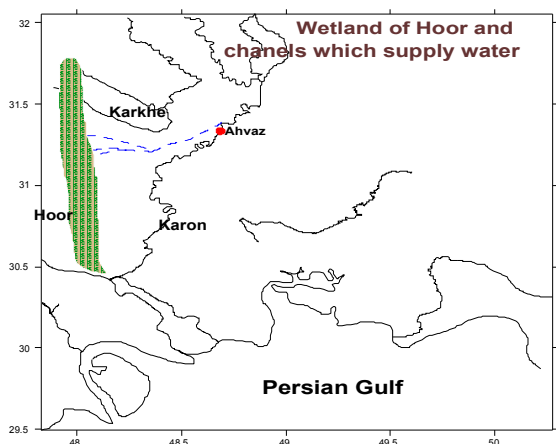 Wetland of Hoor and
chanels which supply water
32
31.5
31
30.5
30
29.5
Karkhe
Ahvaz
Hoor
Karon
Persian Gulf
48
48.5
49
49.5
50